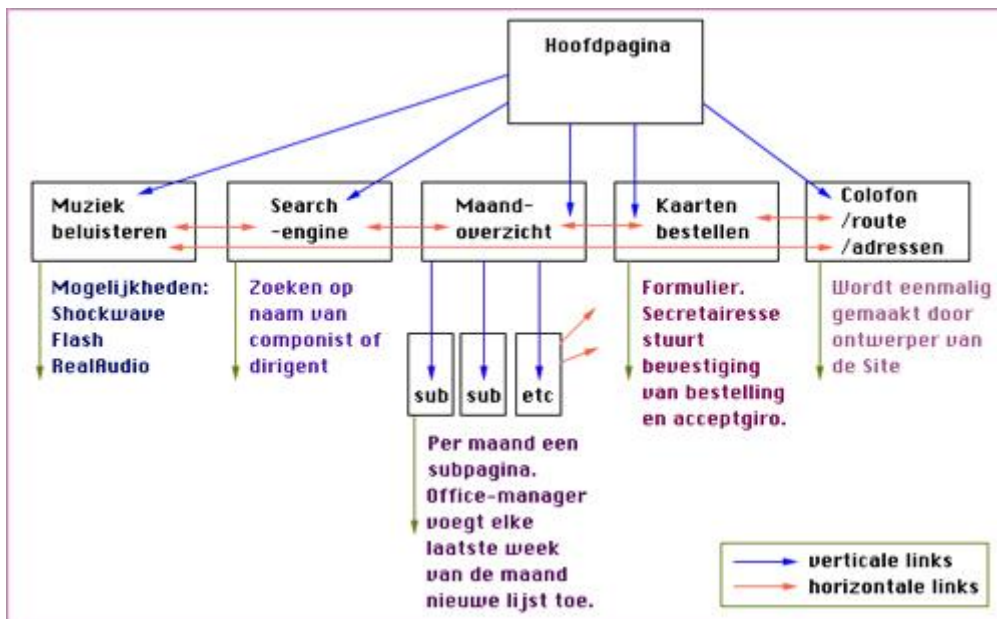 Hoofdpagina
Muziek
beluisteren
Search
-engine
Maand-
overzicht
Kaarten
bestellen
Colofon
/route
/adressen
Mogelijkheden:
Shockwave
Flash
RealAudio
Zoeken op
naam van
componist of
dirigent
Formulier.
Secretairesse
stuurt
bevestiging
van bestelling
en acceptgiro.
Wordt eenmalig
gemaakt door
ontwerper van
de Site
sub
sub
etc
Per maand een
subpagina.
Office-manager
voegt elke
laatste week
van de maand
nieuwe lijst toe.
verticale links
horizontale links